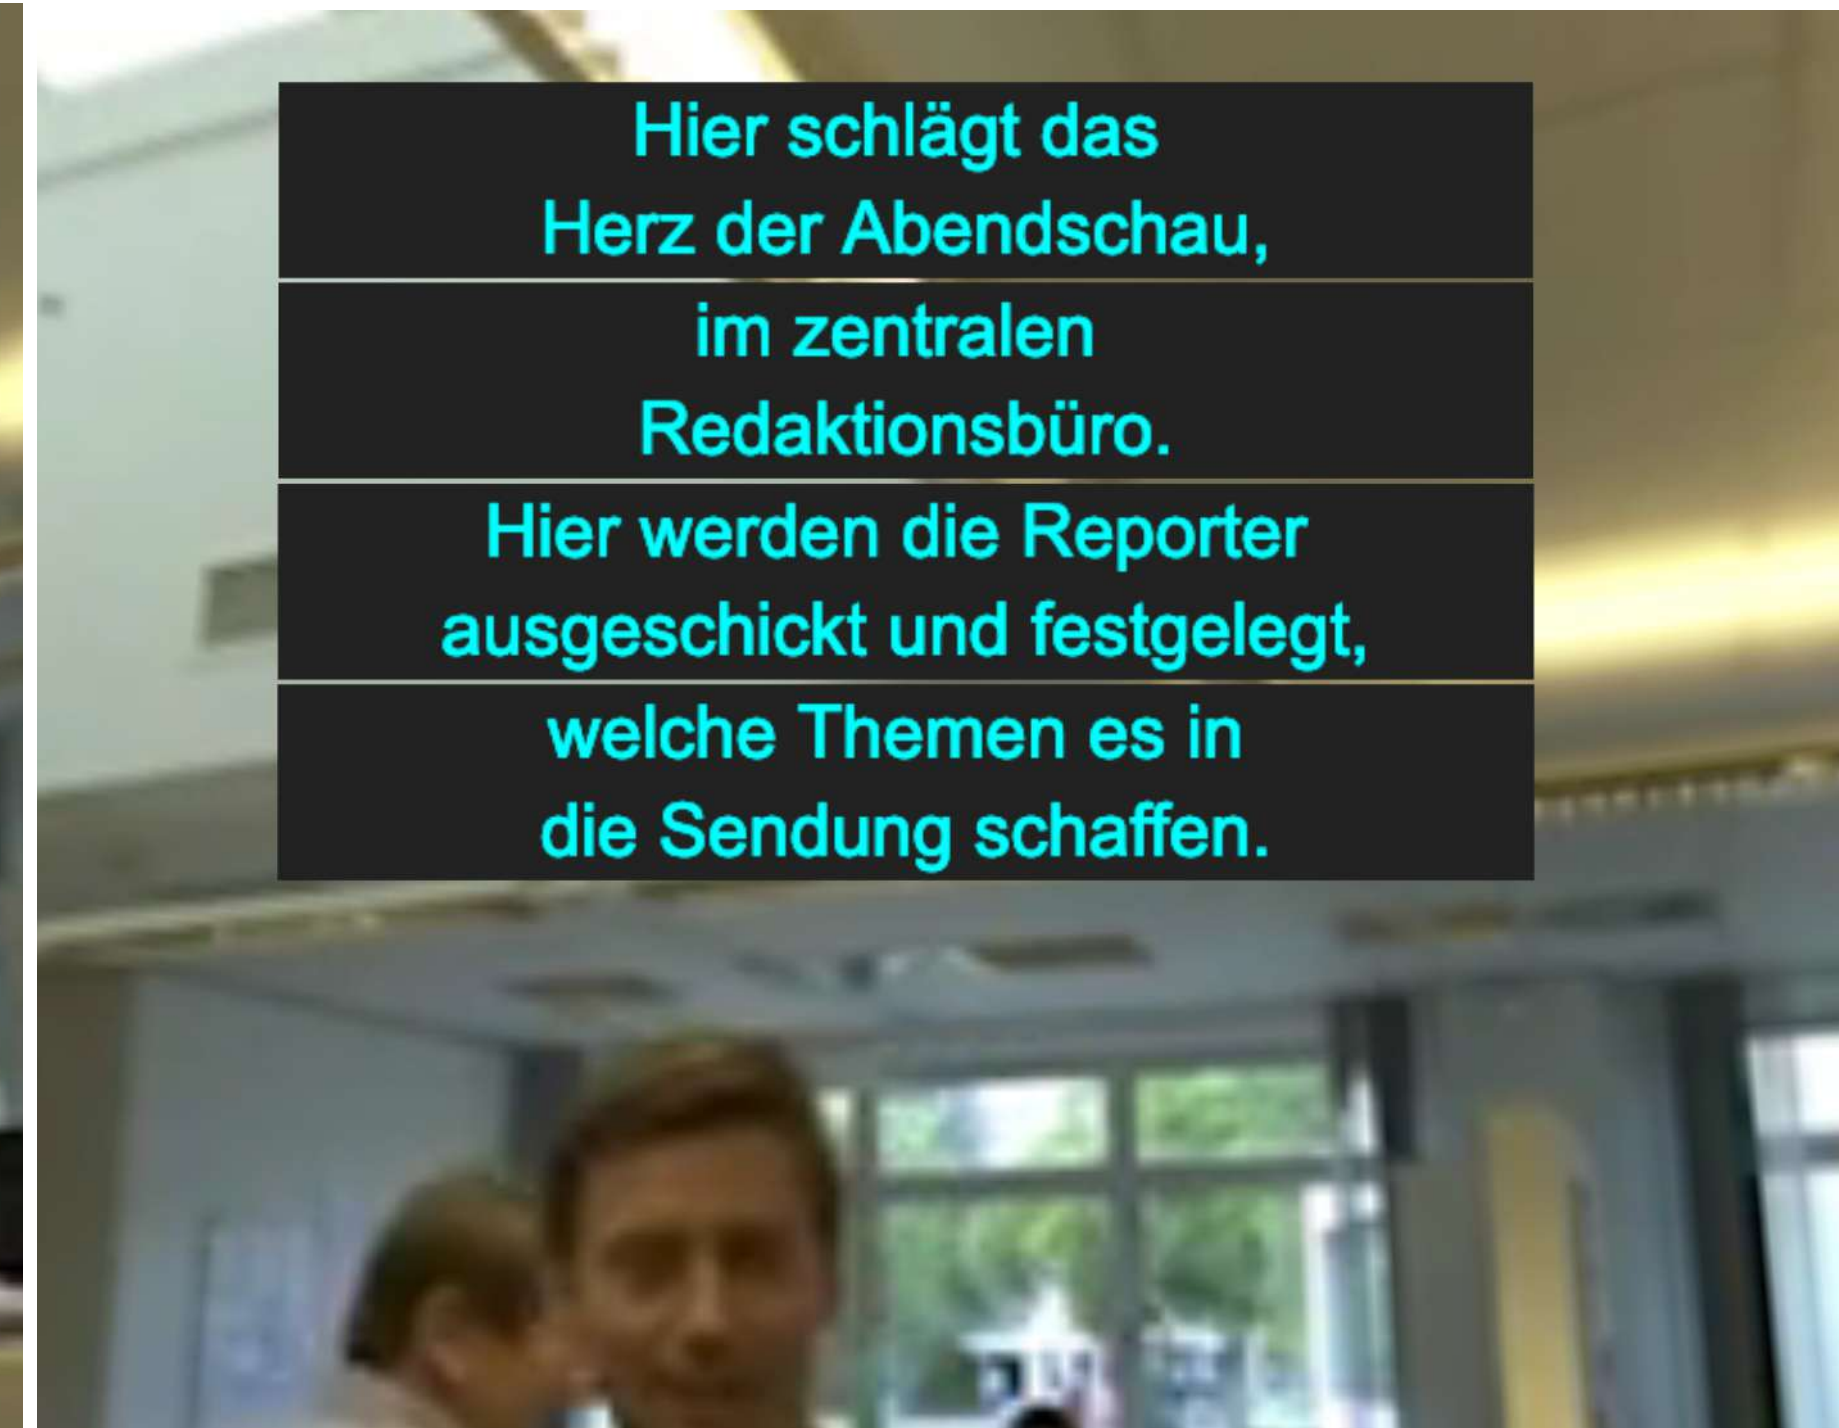 Hier schlägt das
Herz der Abendschau,
im zentralen
Redaktionsbüro.
Hier werden die Reporter
ausgeschickt und festgelegt,
welche Themen es in
die Sendung schaffen.